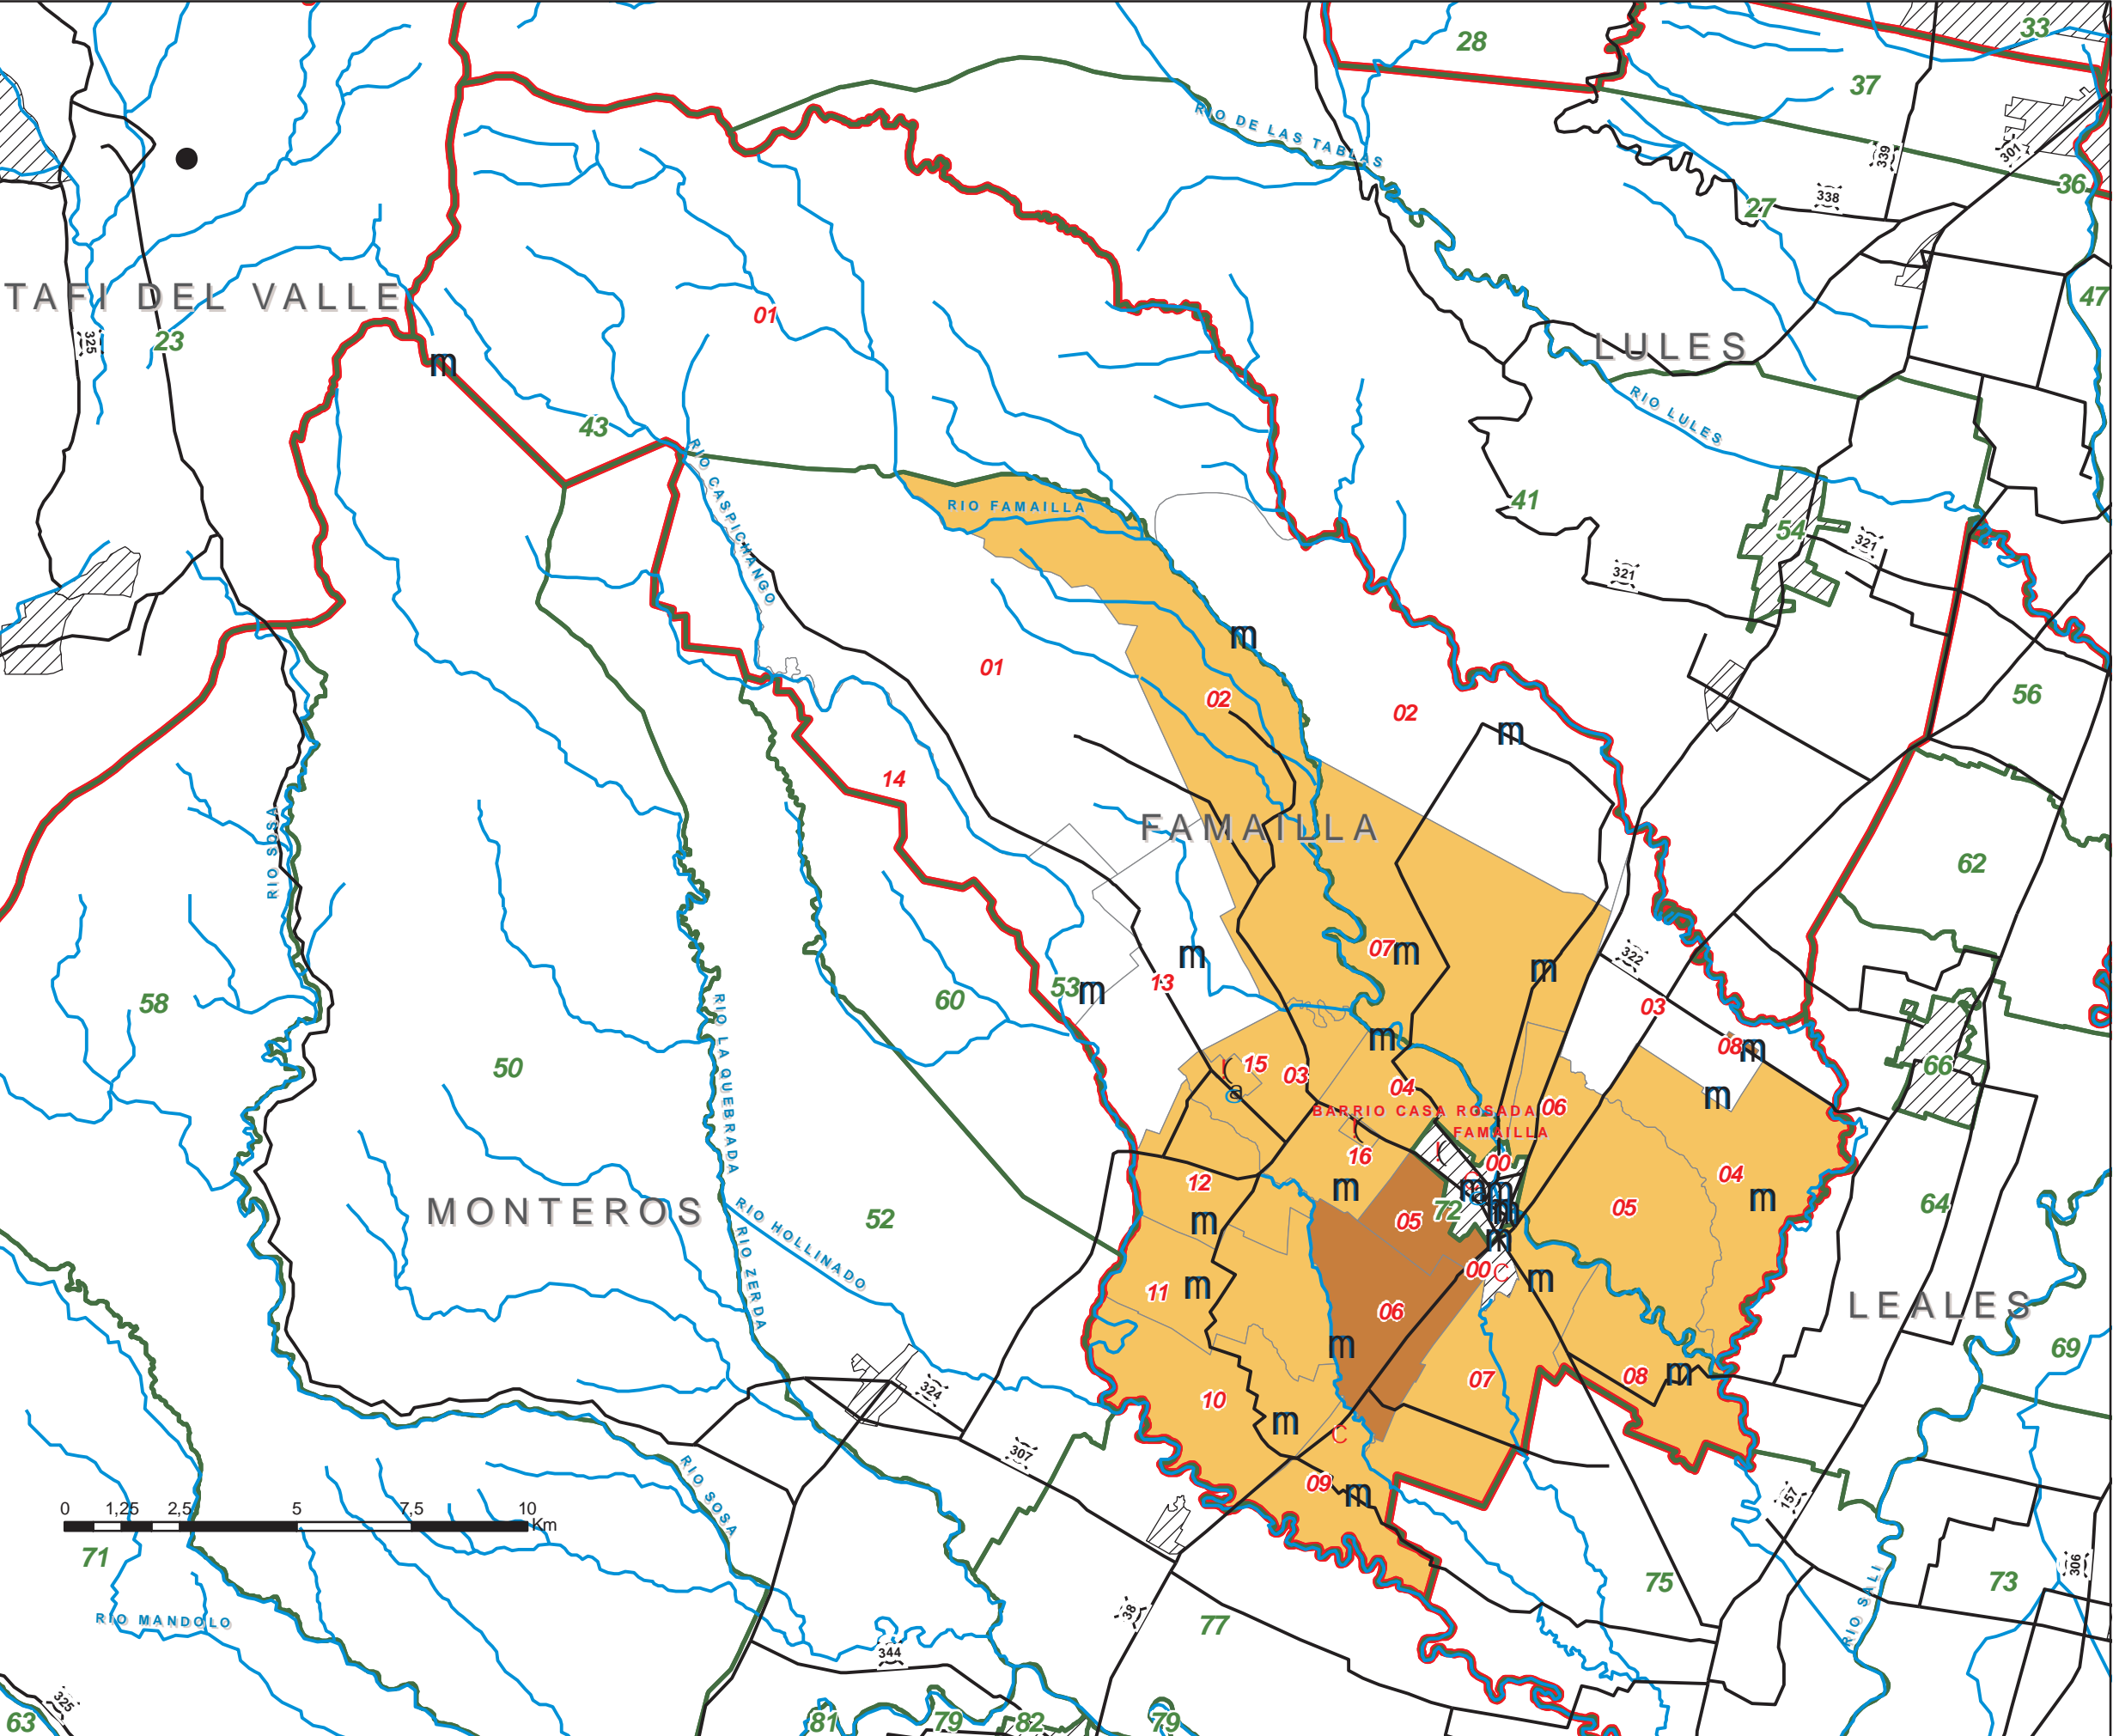 28
33
37
RIO DE LAS TABLAS
339
301
36
338
27
TAFI DEL VALLE
01
47
325
23
LULES
m
43
RIO LULES
RIO CASPICHANGO
RIO FAMAILLA
41
54
321
321
m
01
02
02
56
m
14
FAMAILLA
RIO SOSA
62
07
m
m
m
322
13
53
m
58
60
03
m
08
m
50
15
03
04
06
66
m
a
RIO LA QUEBRADA
BARRIO CASA ROSADA
FAMAILLA
16
00
04
12
m
m
m
m
05
72
m
05
64
MONTEROS
RIO HOLLINADO
52
m
m
00
C
m
11
m
06
LEALES
RIO ZERDA
m
07
08
m
69
324
10
m
C
307
09
m
157
RIO SOSA
0
1,25
2,5
5
7,5
10
Km
71
75
73
306
RIO SALI
RIO MANDOLO
38
77
344
325
63
81
79
82
79